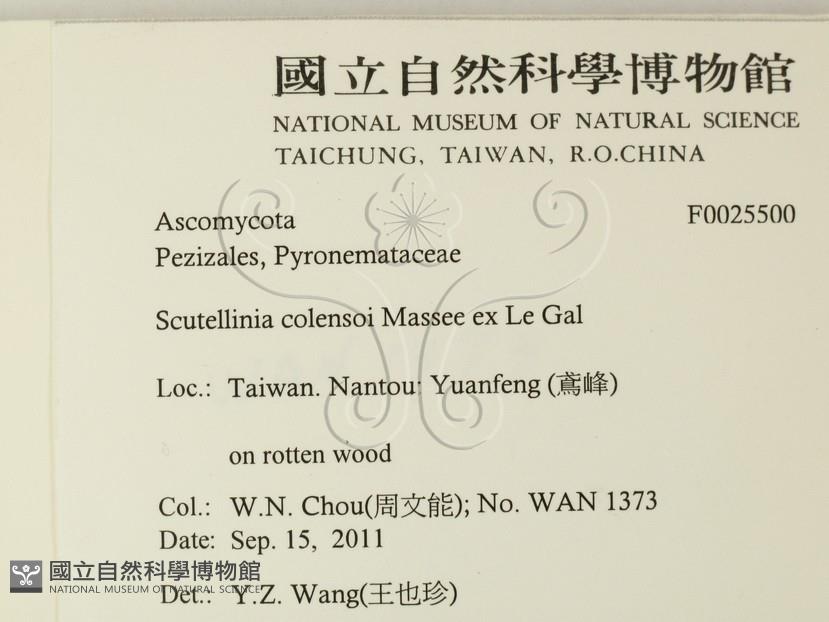 國立自然科學博物館
NATIONAL MUSEUM OF NATURAL SCIENCE
TAICHUNG, TAIWAN, R.O.CHINA
Ascomycota F0025500
Pezizales, Pyronemataceae
Scutellinia colensoi Massee ex Le Gal
Loc.: Taiwan. Nantou: Yuanfeng (鳶峰)
on rotten wood
Col.: W.N. Chou(周文能); No. WAN 1373
Date: Sep. 15, 2011
Det.: Y.Z. Wang(王也珍)
國立自然科學博物館
NATIONAL MUSEUM OF NATURAL SCIENCE